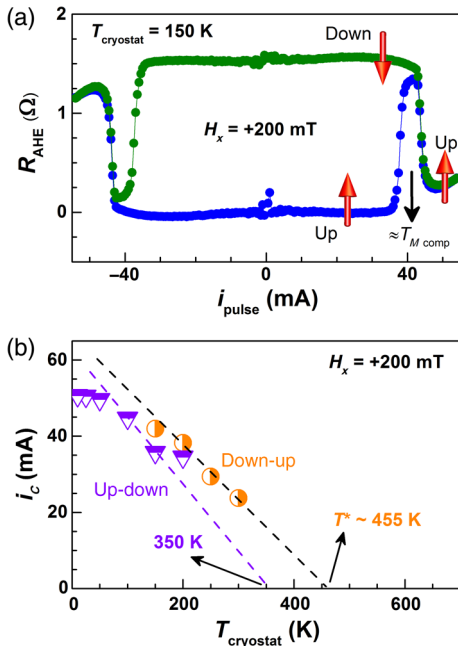 (a)
T_cryostat = 150 K
Down
2
1
0
R_AHE (Ω)
H_x = +200 mT
Up
Up
≈T_M comp
−40
0
40
i_pulse (mA)
(b)
60
40
20
0
i_c (mA)
H_x = +200 mT
Down-up
Up-down
350 K
T* ~ 455 K
0
200
400
600
T_cryostat (K)